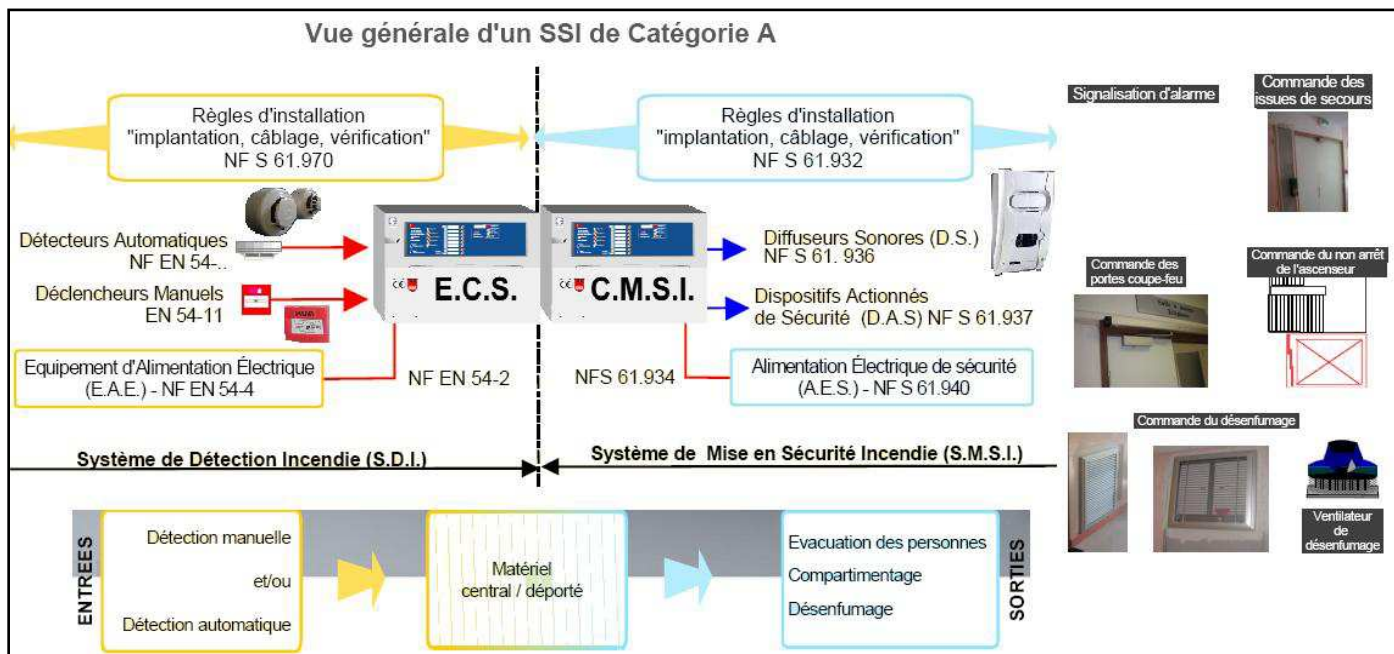 Vue générale d'un SSI de Catégorie A
Règles d'installation
"implantation, câblage, vérification"
NF S 61.970
Règles d'installation
"implantation, câblage, vérification"
NF S 61.932
Signalisation d'alarme
Commande des
issues de secours
Détecteurs Automatiques
NF EN 54-..
Déclencheurs Manuels
EN 54-11
E.C.S.
C.M.S.I.
Diffuseurs Sonores (D.S.)
NF S 61. 936
Dispositifs Actionnés
de Sécurité (D.A.S) NF S 61.937
Commande des
portes coupe-feu
Commande du non arrêt
de l'ascenseur
Equipement d'Alimentation Électrique
(E.A.E.) - NF EN 54-4
NF EN 54-2
NFS 61.934
Alimentation Électrique de sécurité
(A.E.S.) - NF S 61.940
Commande du désenfumage
Système de Détection Incendie (S.D.I.)
Système de Mise en Sécurité Incendie (S.M.S.I.)
Ventilateur
de
désenfumage
ENTREES
Détection manuelle
et/ou
Détection automatique
Matériel
central / déporté
Evacuation des personnes
Compartimentage
Désenfumage
SORTIES